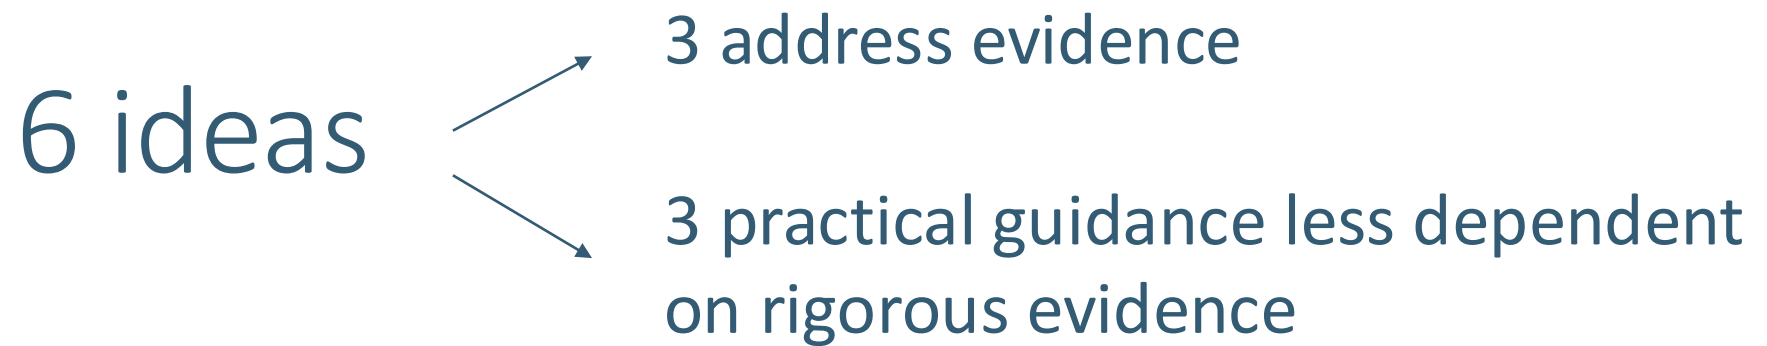 6 ideas
3 address evidence
3 practical guidance less dependent
on rigorous evidence